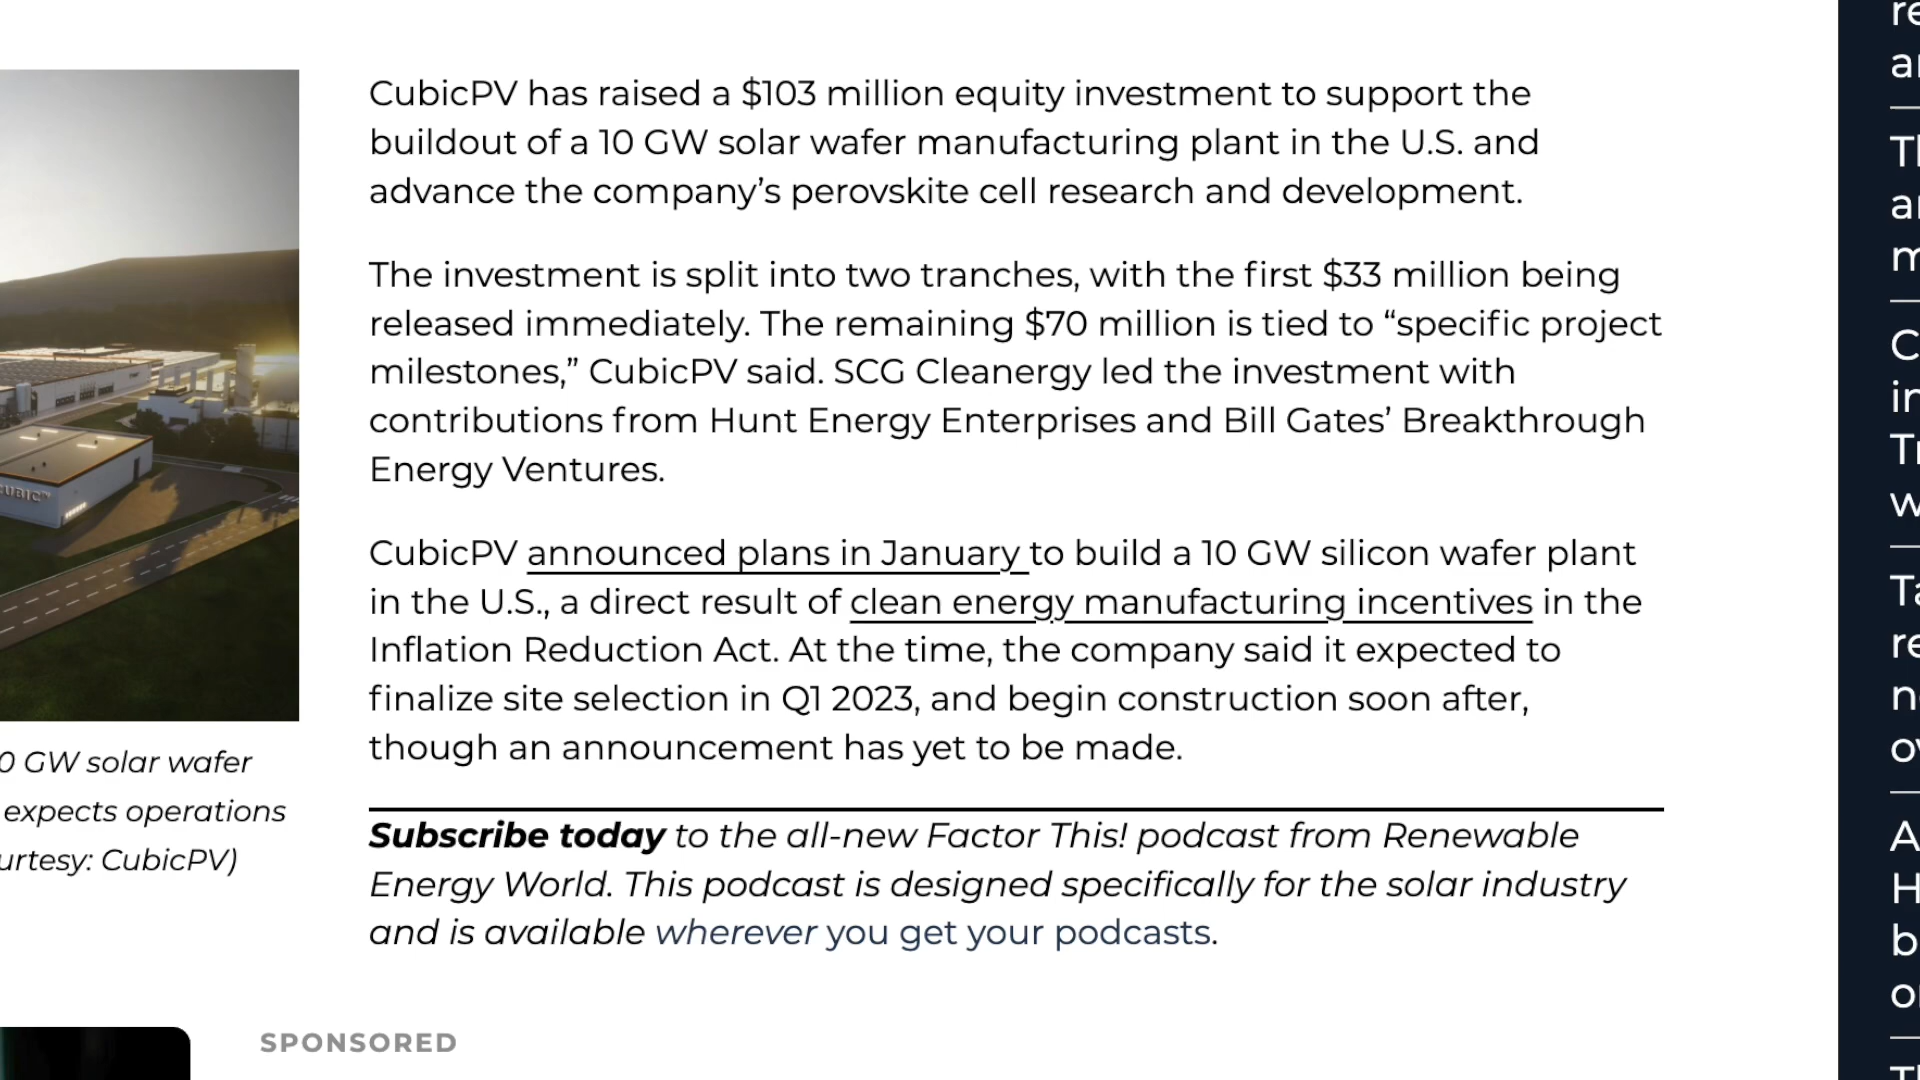 CubicPV has raised a $103 million equity investment to support the
buildout of a 10 GW solar wafer manufacturing plant in the U.S. and
advance the company’s perovskite cell research and development.
The investment is split into two tranches, with the first $33 million being
released immediately. The remaining $70 million is tied to “specific project
milestones,” CubicPV said. SCG Cleanergy led the investment with
contributions from Hunt Energy Enterprises and Bill Gates’ Breakthrough
Energy Ventures.
CubicPV announced plans in January to build a 10 GW silicon wafer plant
in the U.S., a direct result of clean energy manufacturing incentives in the
Inflation Reduction Act. At the time, the company said it expected to
finalize site selection in Q1 2023, and begin construction soon after,
though an announcement has yet to be made.
Subscribe today to the all-new Factor This! podcast from Renewable
Energy World. This podcast is designed specifically for the solar industry
and is available wherever you get your podcasts.
0 GW solar wafer
expects operations
urtesy: CubicPV)
SPONSORED